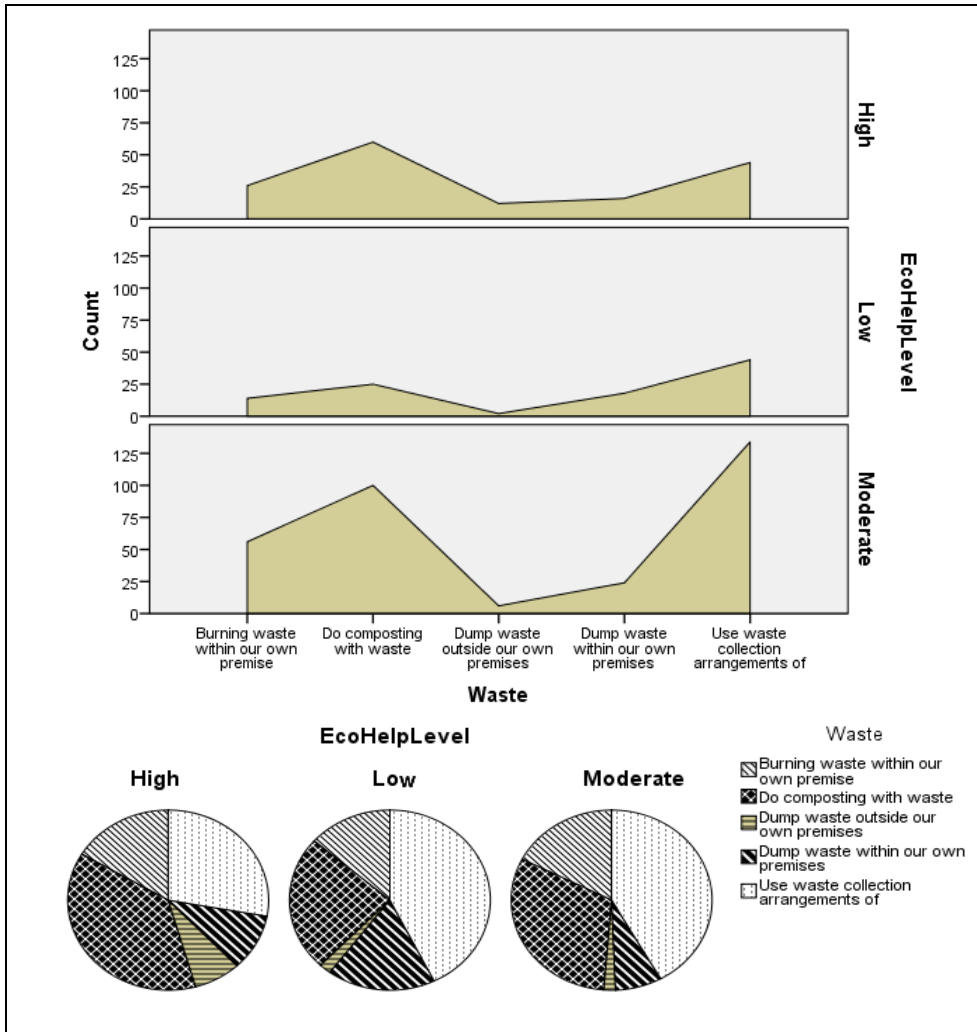 125
100
75
50
25
0
High
125
100
75
50
25
0
Low
125
100
75
50
25
0
Moderate
Count
EcoHelpLevel
Burning waste
within our own
premise
Do composting
with waste
Dump waste
outside our own
premises
Dump waste
within our own
premises
Use waste
collection
arrangements of
Waste
EcoHelpLevel
High
Low
Moderate
Waste
Burning waste within our
own premise
Do composting with waste
Dump waste outside our
own premises
Dump waste within our own
premises
Use waste collection
arrangements of